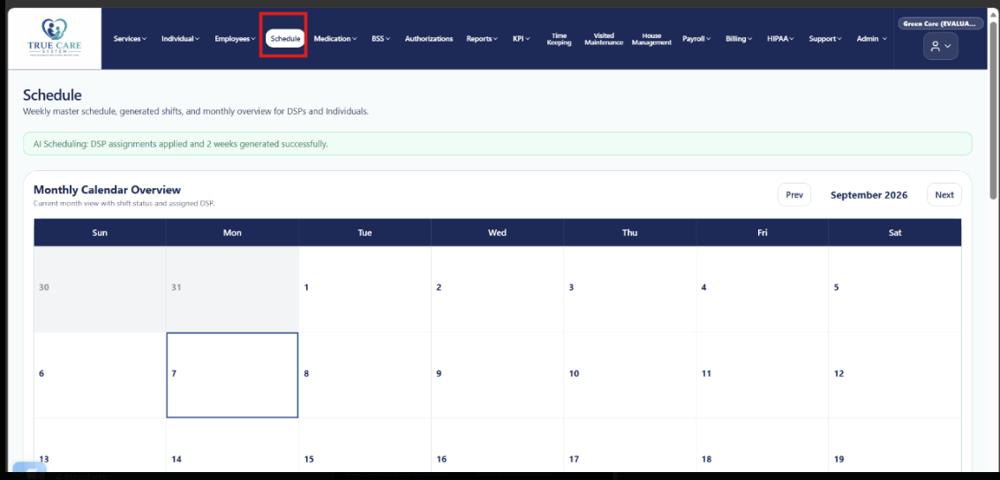 TRUE CARE
SYSTEM
Services
Individual
Employees
Schedule
Medication
BSS
Authorizations
Reports
KPI
Time
Keeping
Visited
Maintenance
House
Management
Payroll
Billing
HIPAA
Support
Admin
Green Care (EVALUA...
Schedule
Weekly master schedule, generated shifts, and monthly overview for DSPs and Individuals.
AI Scheduling: DSP assignments applied and 2 weeks generated successfully.
Monthly Calendar Overview
Current month view with shift status and assigned DSP.
Prev
September 2026
Next
Sun Mon Tue Wed Thu Fri Sat
30 31 1 2 3 4 5
6 7 8 9 10 11 12
13 14 15 16 17 18 19